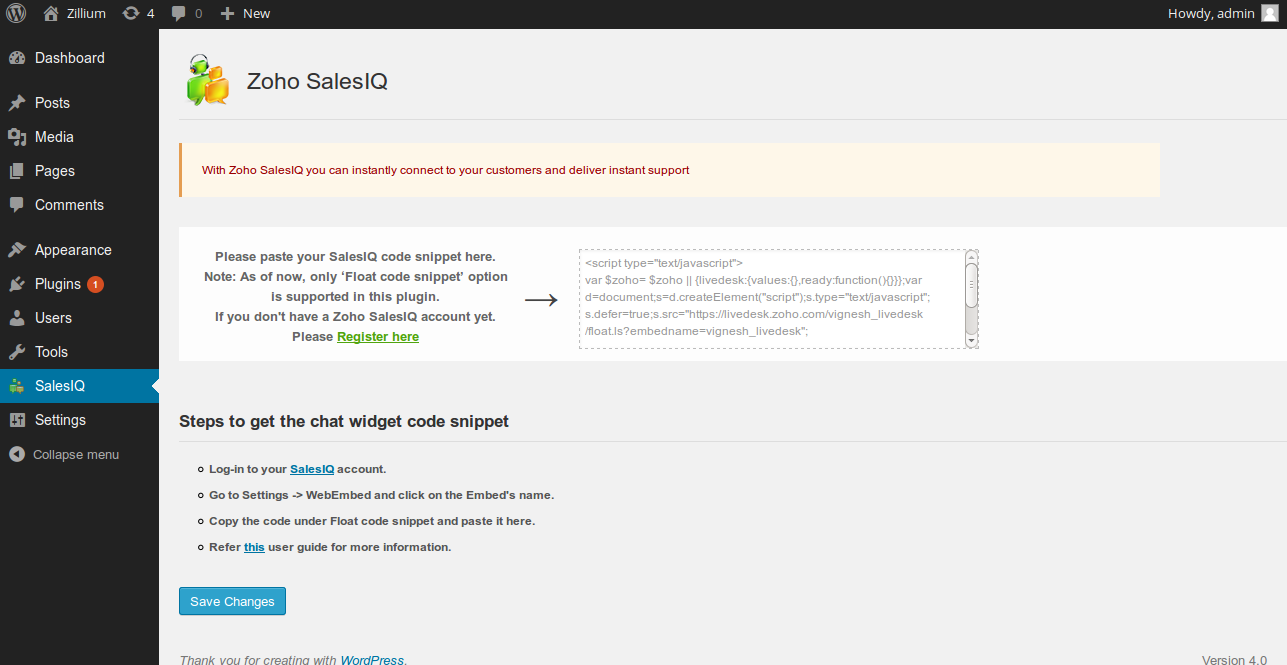 Zillium 4 0 New Howdy, admin
Dashboard
Posts
Media
Pages
Comments
Appearance
Plugins 1
Users
Tools
SalesIQ
Settings
Collapse menu
Zoho SalesIQ
With Zoho SalesIQ you can instantly connect to your customers and deliver instant support
Please paste your SalesIQ code snippet here.
Note: As of now, only ‘Float code snippet’ option
is supported in this plugin.
If you don't have a Zoho SalesIQ account yet.
Please Register here
<script type="text/javascript">
var $zoho= $zoho || {livedesk:{values:{},ready:function(){}}};var
d=document;s=d.createElement("script");s.type="text/javascript";
s.defer=true;s.src="https://livedesk.zoho.com/vignesh_livedesk
/float.ls?embedname=vignesh_livedesk";
Steps to get the chat widget code snippet
Log-in to your SalesIQ account.
Go to Settings -> WebEmbed and click on the Embed's name.
Copy the code under Float code snippet and paste it here.
Refer this user guide for more information.
Save Changes
Thank you for creating with WordPress.
Version 4.0